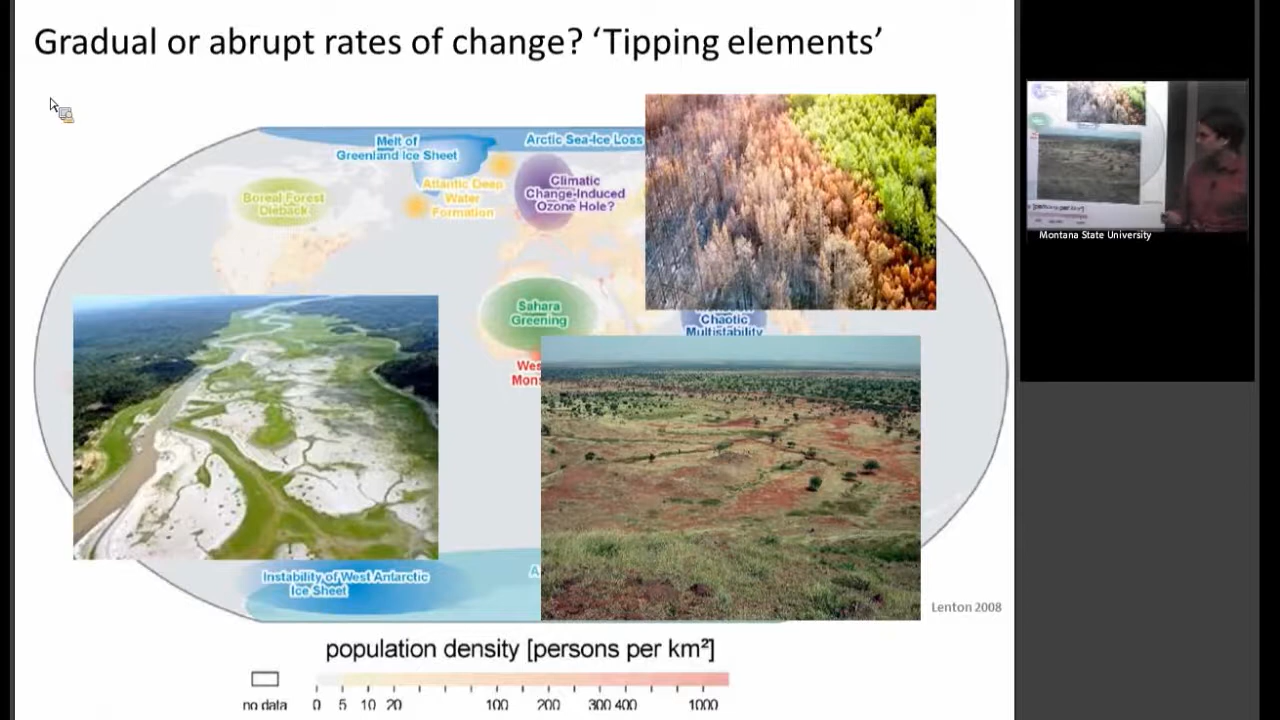 Gradual or abrupt rates of change? ‘Tipping elements’
Melt of
Greenland Ice Sheet
Arctic Sea-Ice Loss
Atlantic Deep
Water
Formation
Climatic
Change-Induced
Ozone Hole?
Boreal Forest
Dieback
Sahara
Greening
Chaotic
Multistability
Wes
Mons
Instability of West Antarctic
Ice Sheet
A
Lenton 2008
population density [persons per km²]
no data
0 5 10 20 100 200 300 400 1000
Montana State University